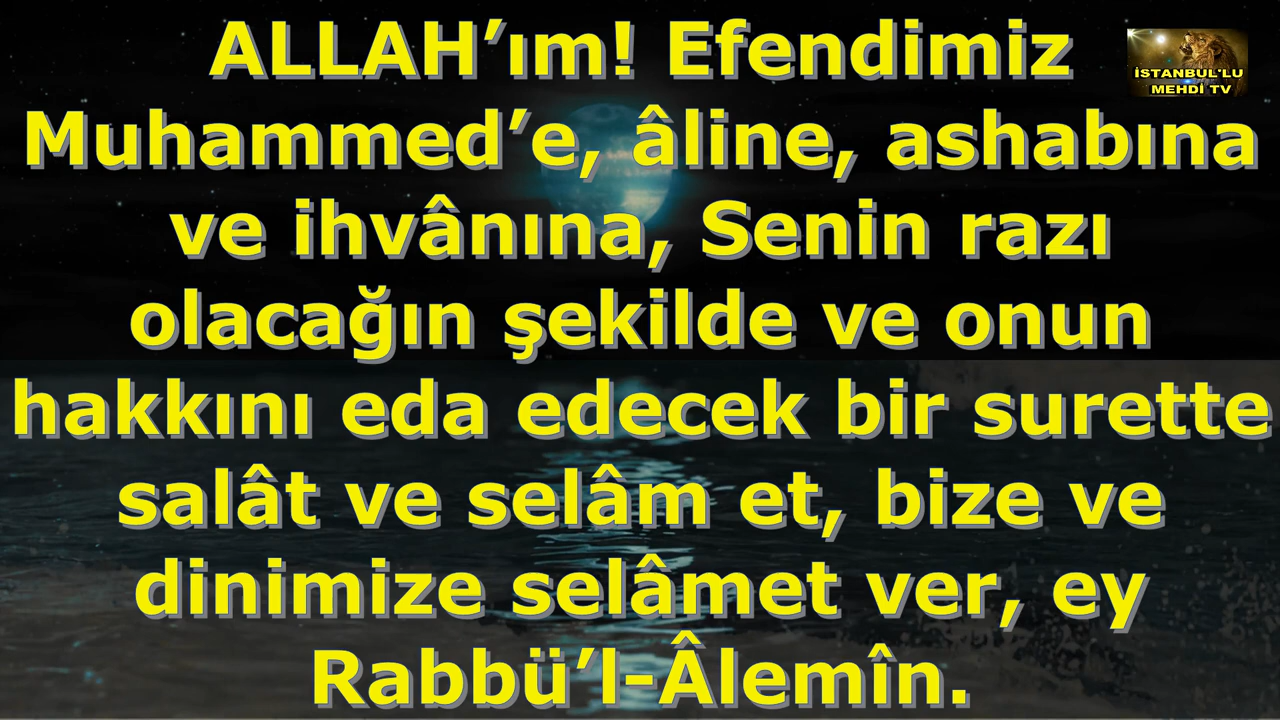 ALLAH’ım! Efendimiz
İSTANBUL'LU
MEHDİ TV
Muhammed’e, âline, ashabına
ve ihvânına, Senin razı
olacağın şekilde ve onun
hakkını eda edecek bir surette
salât ve selâm et, bize ve
dinimize selâmet ver, ey
Rabbü’l-Âlemîn.